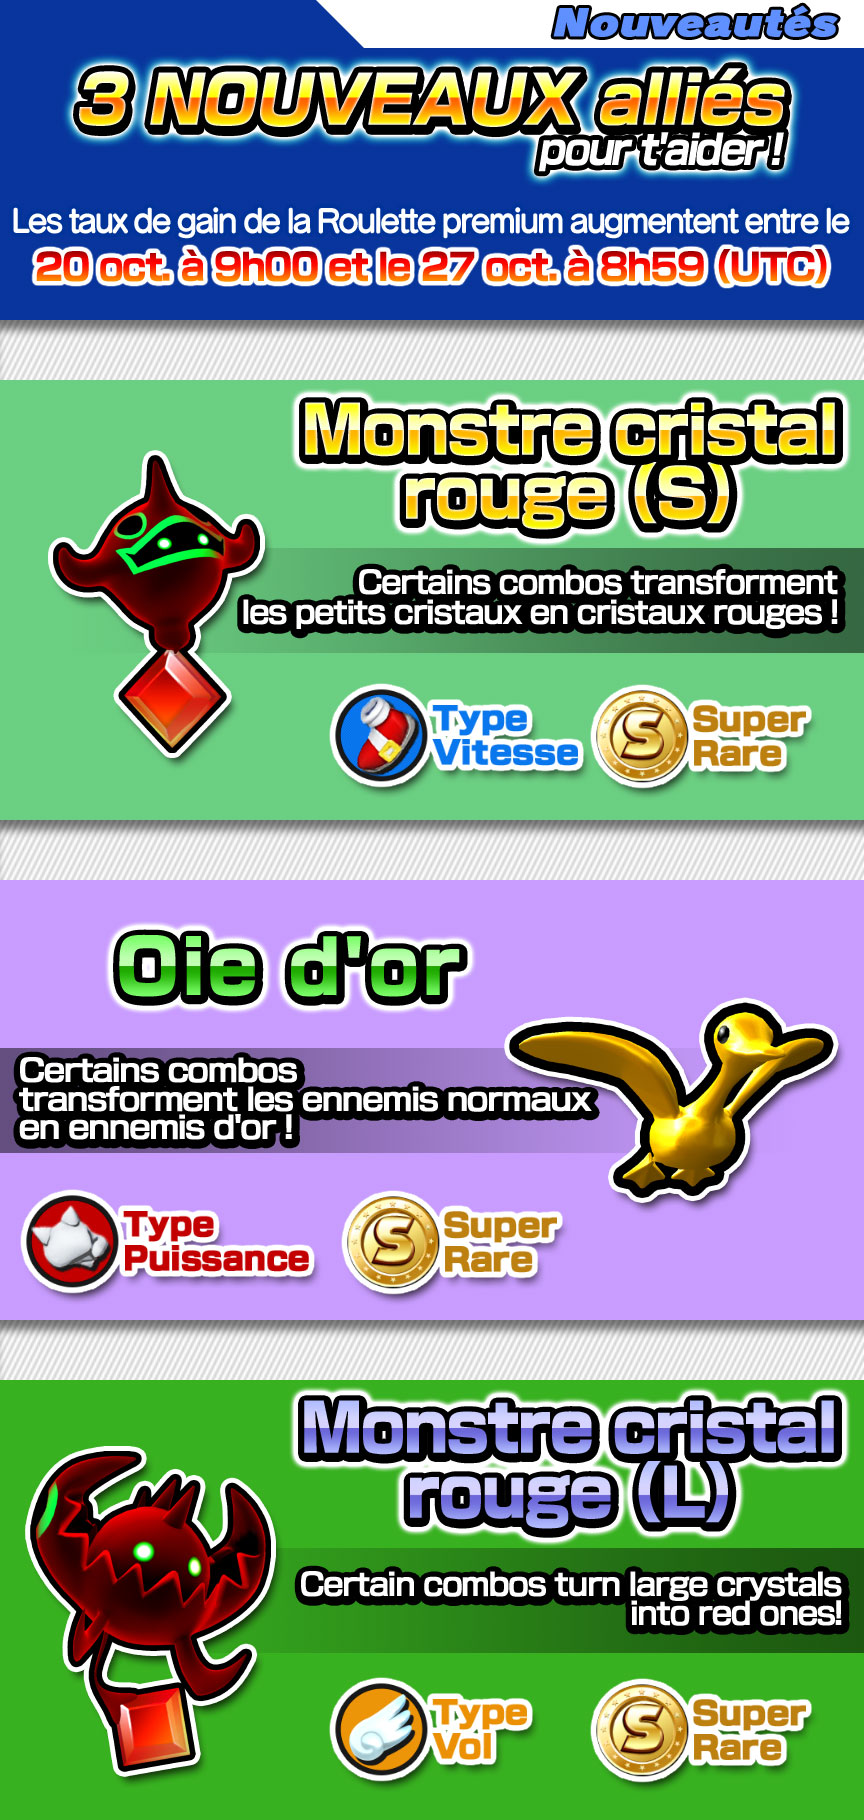 Nouveautés
3 NOUVEAUX alliés
pour t'aider !
Les taux de gain de la Roulette premium augmentent entre le
20 oct. à 9h00 et le 27 oct. à 8h59 (UTC)
Monstre cristal
rouge (S)
Certains combos transforment
les petits cristaux en cristaux rouges !
Type
Vitesse
S
Super
Rare
Oie d'or
Certains combos
transforment les ennemis normaux
en ennemis d'or !
Type
Puissance
S
Super
Rare
Monstre cristal
rouge (L)
Certain combos turn large crystals
into red ones!
Type
Vol
S
Super
Rare